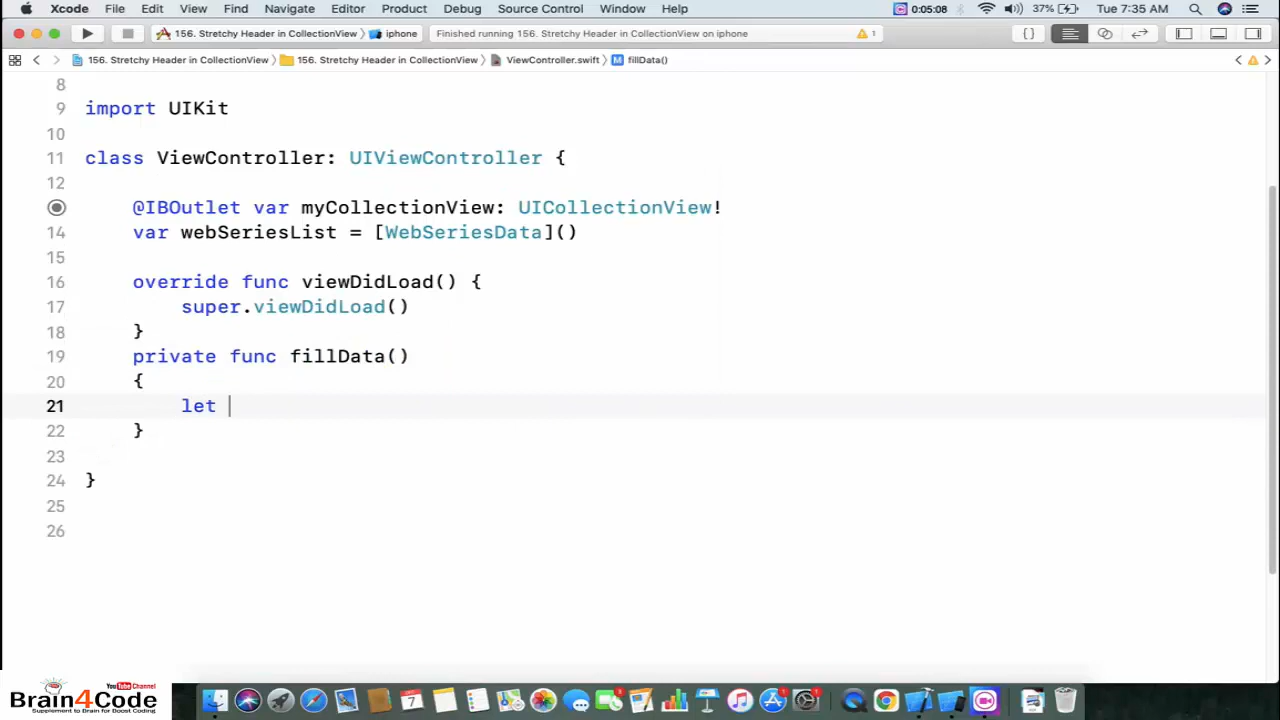 Xcode File Edit View Find Navigate Editor Product Debug Source Control Window Help 0:05:08 37% Tue 7:35 AM
156. Stretchy Header in CollectionView iphone Finished running 156. Stretchy Header in CollectionView on iphone 1
156. Stretchy Header in CollectionView 156. Stretchy Header in CollectionView ViewController.swift M fillData()
8
9 import UIKit
10
11 class ViewController: UIViewController {
12
@IBOutlet var myCollectionView: UICollectionView!
14 var webSeriesList = [WebSeriesData]()
15
16 override func viewDidLoad() {
17 super.viewDidLoad()
18 }
19 private func fillData()
20 {
21 let
22 }
23
24 }
25
26
YouTube Channel
Brain4Code
Supplement to Brain for Boost Coding